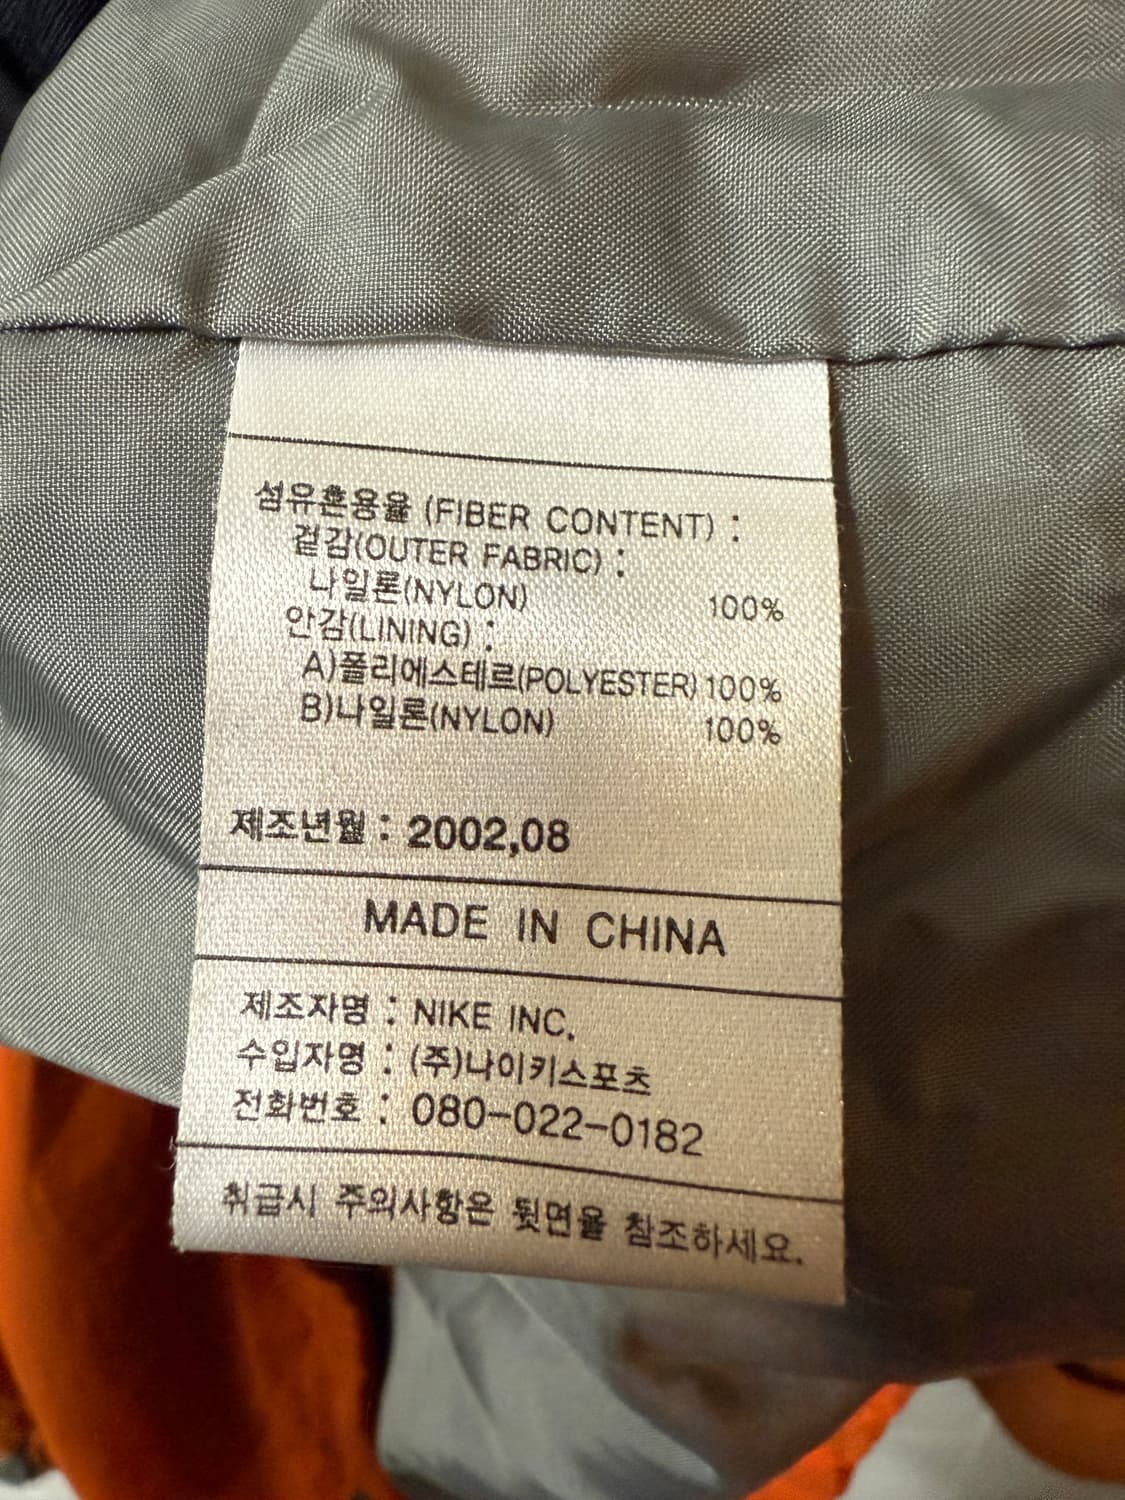 섬유혼용율 (FIBER CONTENT) :
겉감(OUTER FABRIC) :
나일론(NYLON) 100%
안감(LINING) :
A)폴리에스테르(POLYESTER) 100%
B)나일론(NYLON) 100%
제조년월 : 2002,08
MADE IN CHINA
제조자명 : NIKE INC.
수입자명 : (주)나이키스포츠
전화번호 : 080-022-0182
취급시 주의사항은 뒷면을 참조하세요.